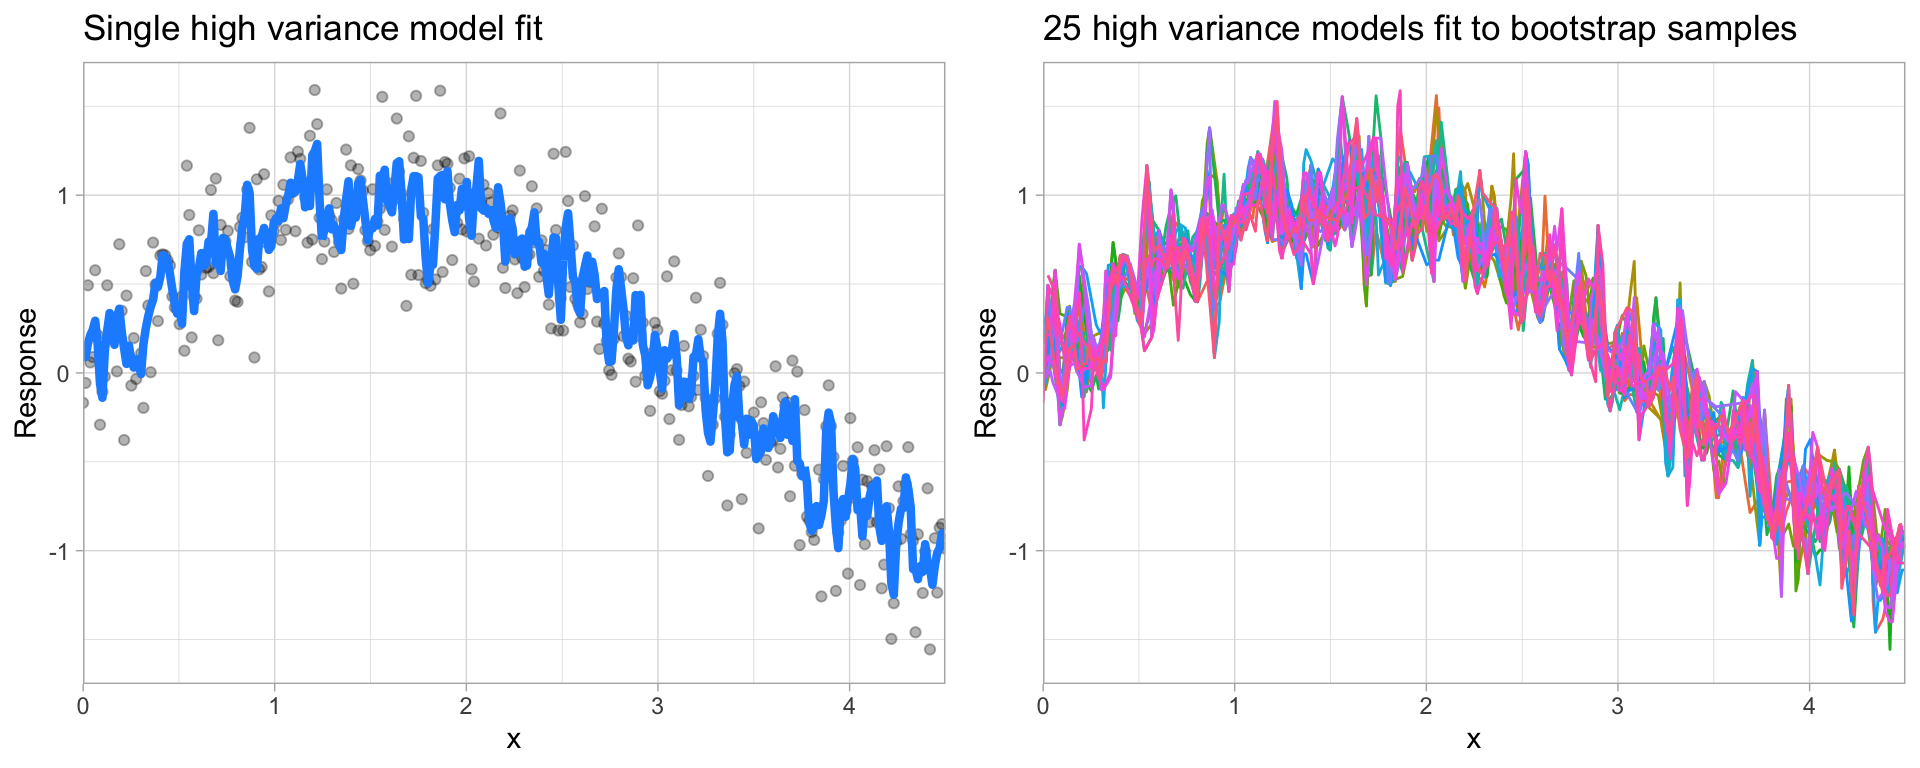 Single high variance model fit
Response
1
0
-1
0 1 2 3 4
x
25 high variance models fit to bootstrap samples
Response
1
0
-1
0 1 2 3 4
x